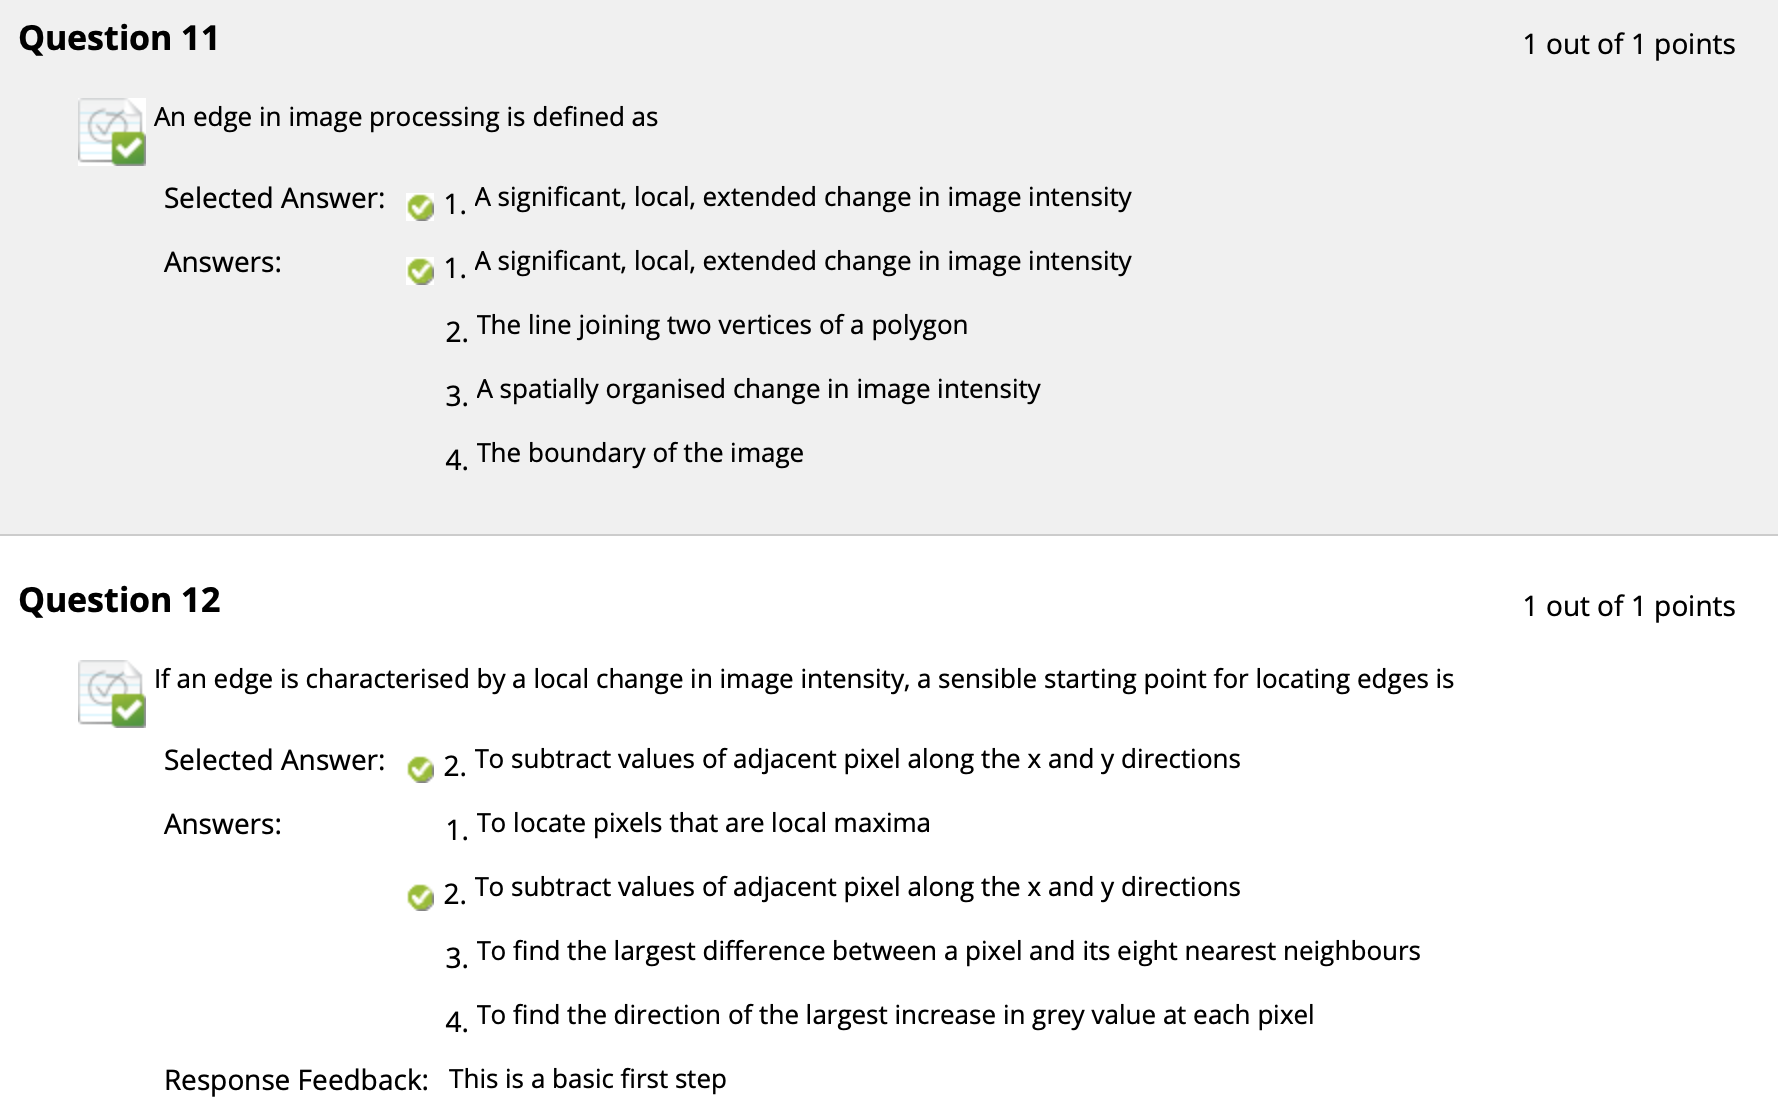 Question 11
1 out of 1 points
An edge in image processing is defined as
Selected Answer: 1. A significant, local, extended change in image intensity
Answers: 1. A significant, local, extended change in image intensity
2. The line joining two vertices of a polygon
3. A spatially organised change in image intensity
4. The boundary of the image
Question 12
1 out of 1 points
If an edge is characterised by a local change in image intensity, a sensible starting point for locating edges is
Selected Answer: 2. To subtract values of adjacent pixel along the x and y directions
Answers: 1. To locate pixels that are local maxima
2. To subtract values of adjacent pixel along the x and y directions
3. To find the largest difference between a pixel and its eight nearest neighbours
4. To find the direction of the largest increase in grey value at each pixel
Response Feedback: This is a basic first step